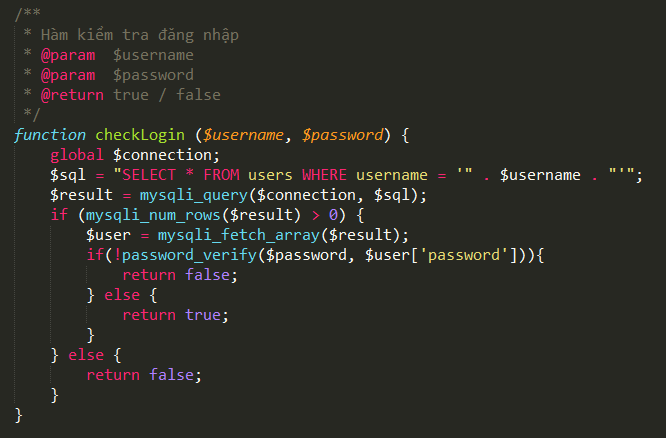 /**
 * Hàm kiểm tra đăng nhập
 * @param  $username
 * @param  $password
 * @return true / false
 */
function checkLogin ($username, $password) {
    global $connection;
    $sql = "SELECT * FROM users WHERE username = '" . $username . "'";
    $result = mysqli_query($connection, $sql);
    if (mysqli_num_rows($result) > 0) {
        $user = mysqli_fetch_array($result);
        if(!password_verify($password, $user['password'])){
            return false;
        } else {
            return true;
        }
    } else {
        return false;
    }
}